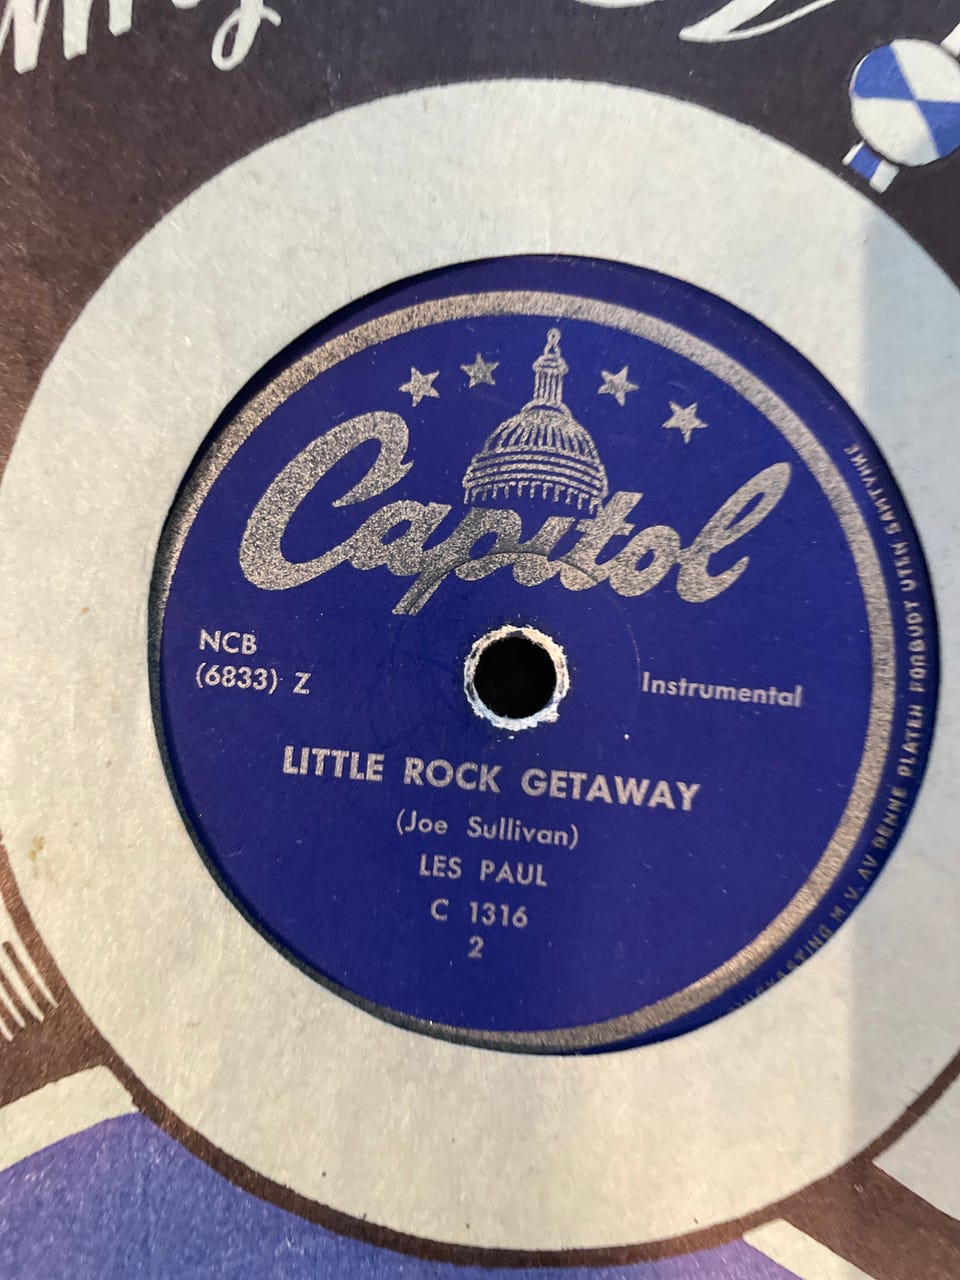 Capitol
NCB
(6833) Z
Instrumental
LITTLE ROCK GETAWAY
(Joe Sullivan)
LES PAUL
C 1316
2
M. V. AV DENNE PLATEN FORBUDT UTEN SAMTYKKE